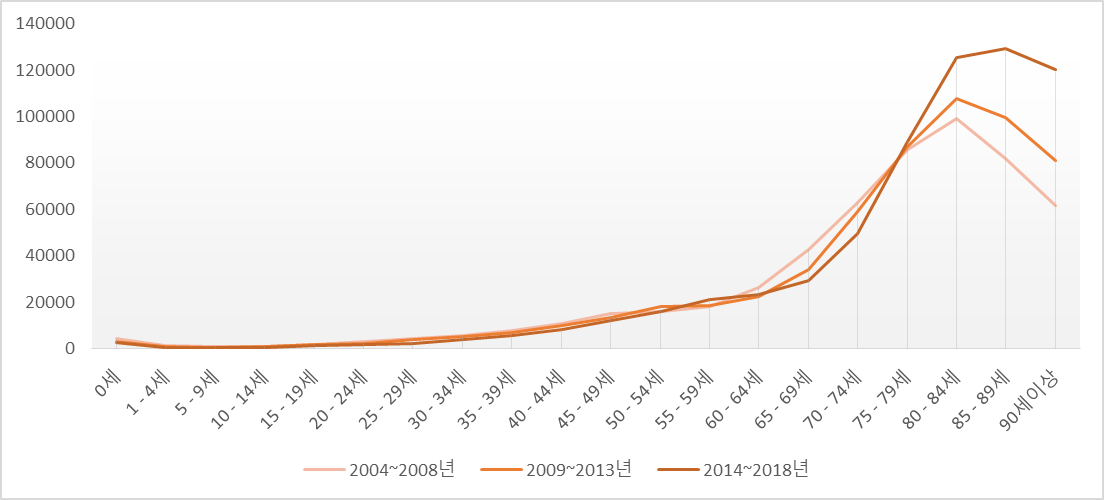 140000
120000
100000
80000
60000
40000
20000
0
0세
1 - 4세
5 - 9세
10 - 14세
15 - 19세
20 - 24세
25 - 29세
30 - 34세
35 - 39세
40 - 44세
45 - 49세
50 - 54세
55 - 59세
60 - 64세
65 - 69세
70 - 74세
75 - 79세
80 - 84세
85 - 89세
90세이상
2004~2008년 2009~2013년 2014~2018년